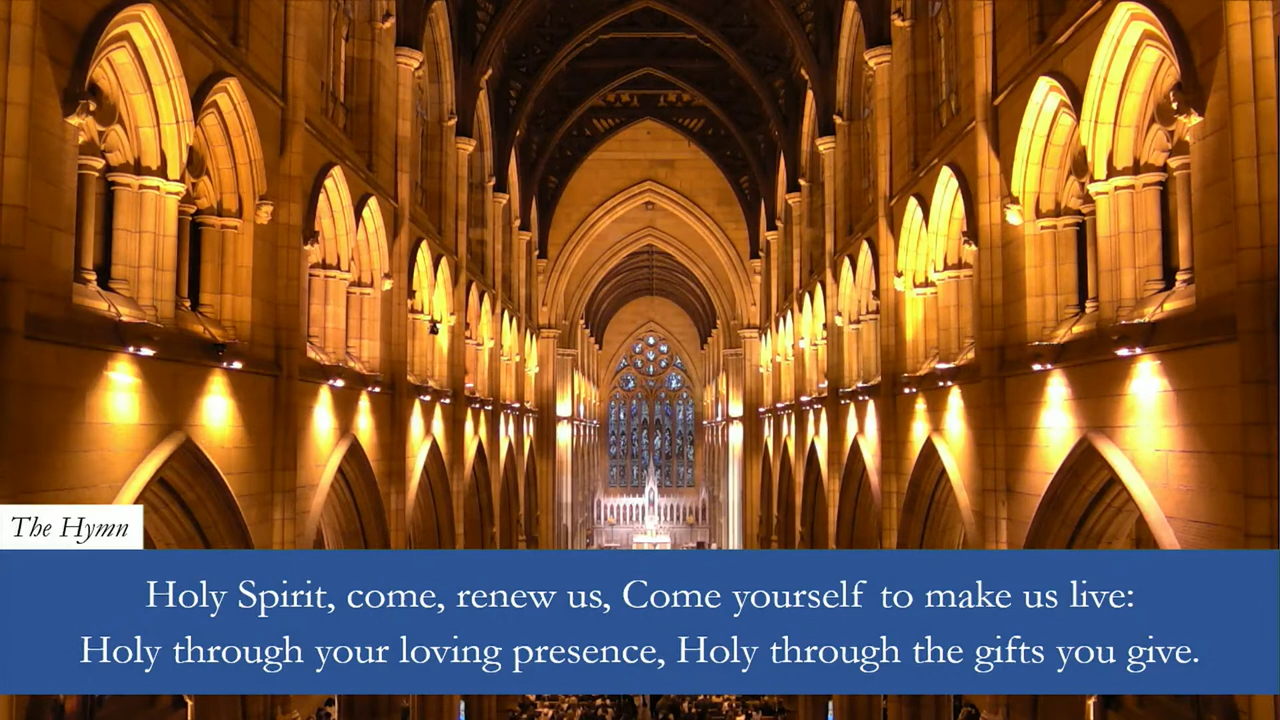 The Hymn
Holy Spirit, come, renew us, Come yourself to make us live:
Holy through your loving presence, Holy through the gifts you give.